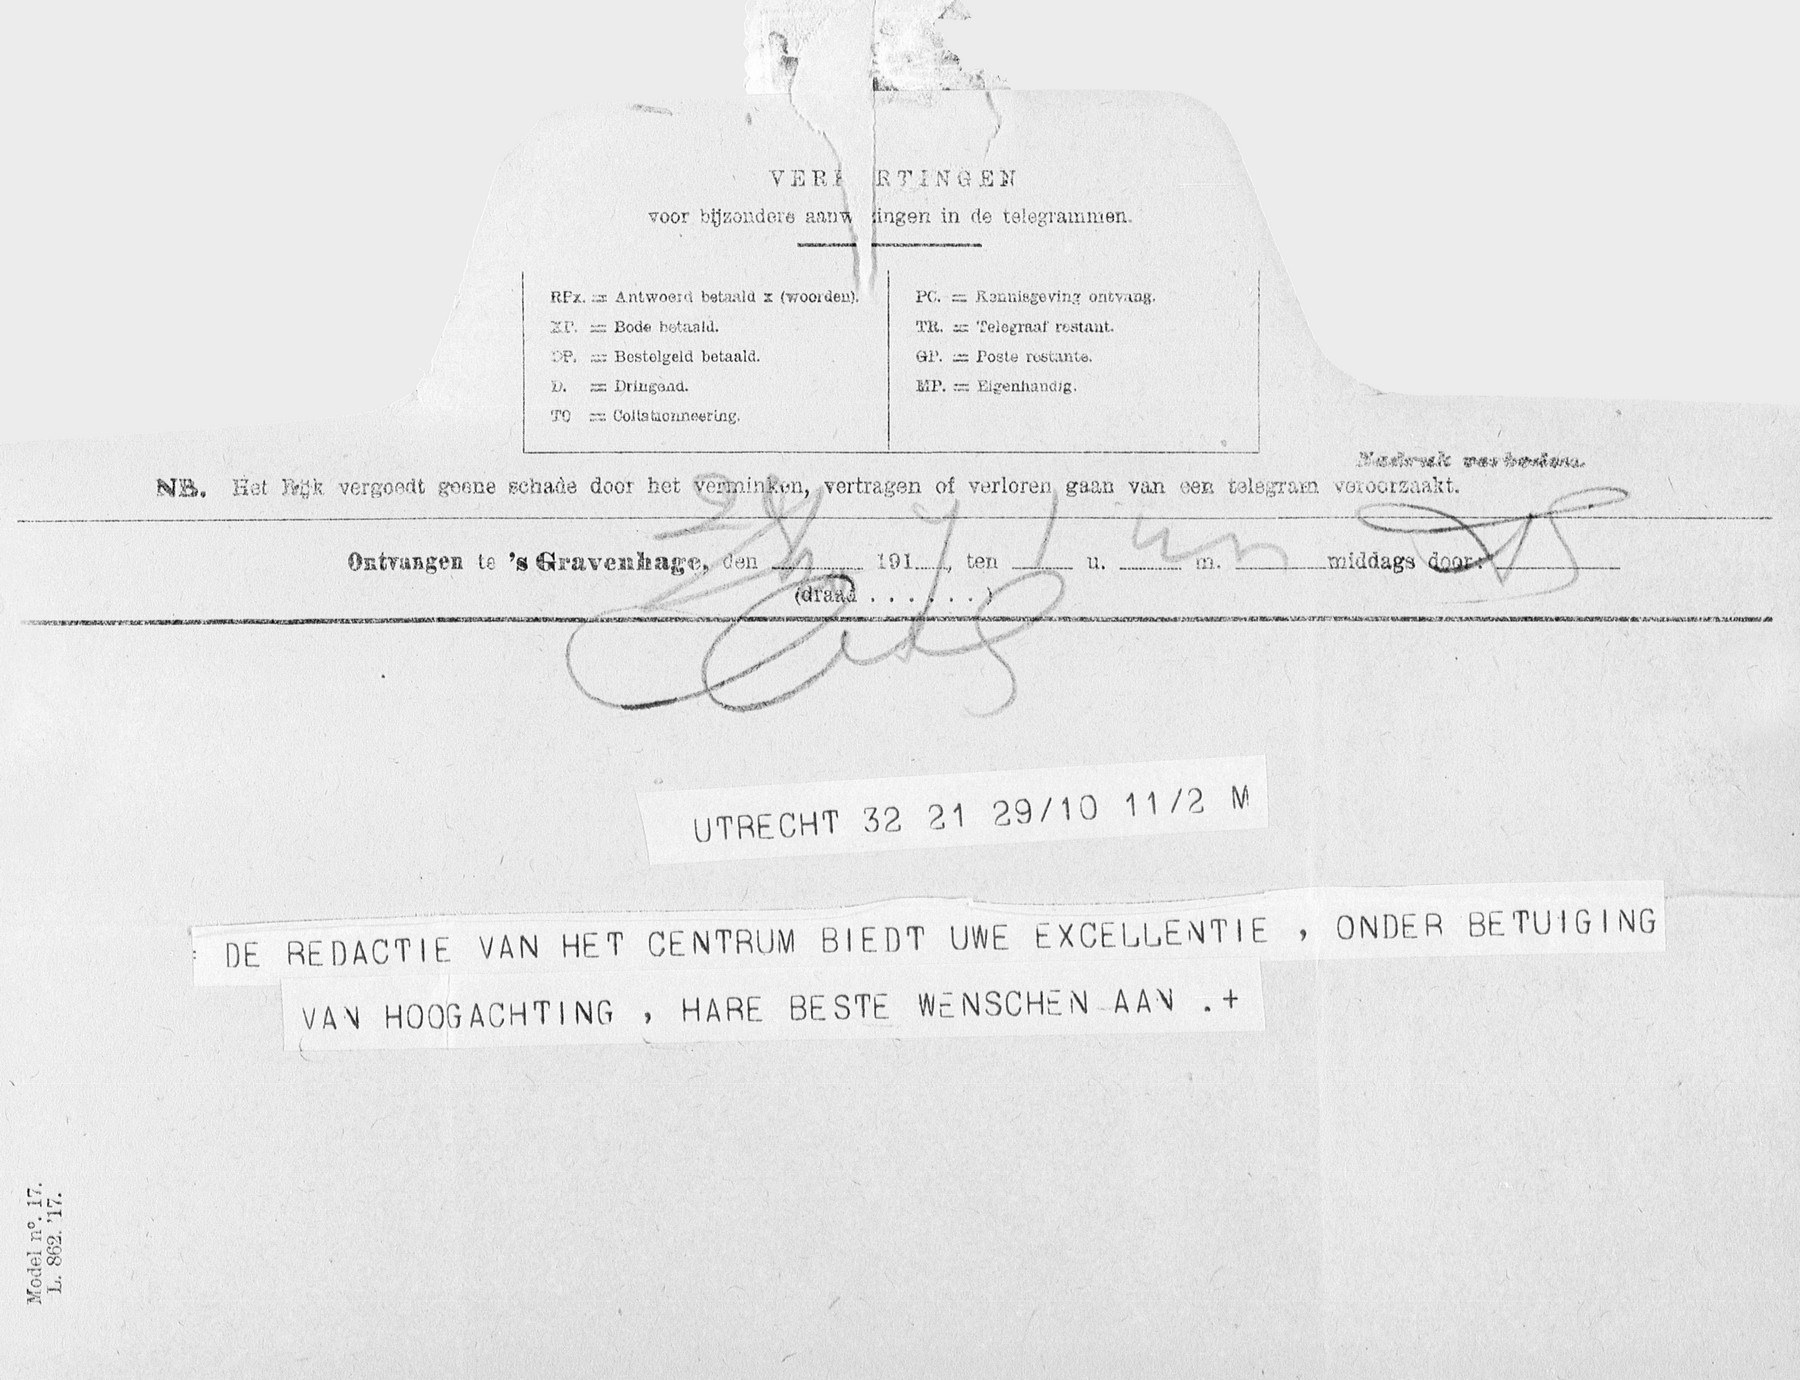 VERKORTINGEN
voor bijzondere aanwijzingen in de telegrammen.
RPx. = Antwoord betaald x (woorden).
XP. = Bode betaald.
OP. = Bestelgeld betaald.
D. = Dringend.
TC = Collationneering.
PC. = Kennisgeving ontvang.
TR. = Telegraaf restant.
GP. = Poste restante.
MP. = Eigenhandig.
Nadruk verboden.
NB. Het Rijk vergoedt geene schade door het verminken, vertragen of verloren gaan van een telegram veroorzaakt.
Ontvangen te 's Gravenhage, den 191 , ten u. m. middags door:
(draad . . . . . . )
UTRECHT 32 21 29/10 11/2 M
: DE REDACTIE VAN HET CENTRUM BIEDT UWE EXCELLENTIE , ONDER BETUIGING
VAN HOOGACHTING , HARE BESTE WENSCHEN AAN .+
Model nº. 17.
L. 862. '17.